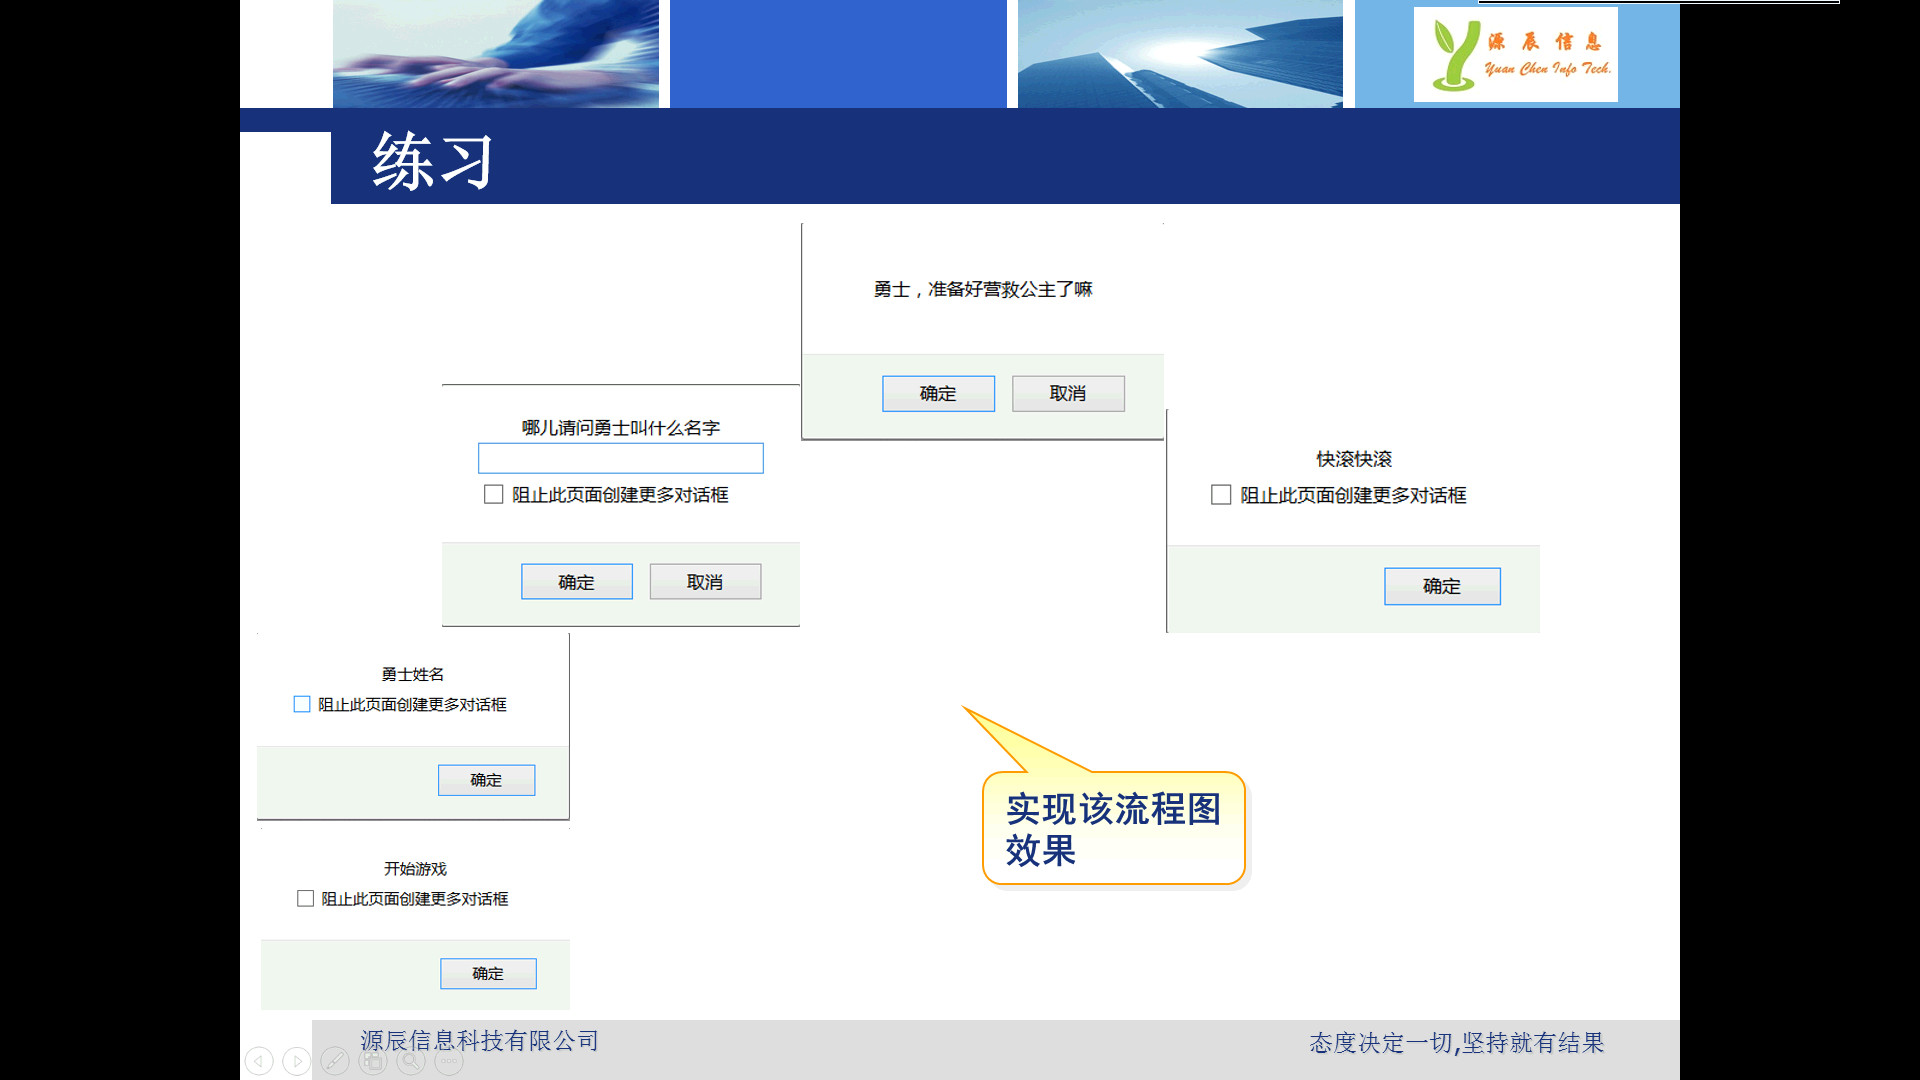 源辰信息
Yuan Chen Info Tech.
练习
勇士，准备好营救公主了嘛
确定
取消
哪儿请问勇士叫什么名字
阻止此页面创建更多对话框
确定
取消
快滚快滚
阻止此页面创建更多对话框
确定
勇士姓名
阻止此页面创建更多对话框
确定
实现该流程图
效果
开始游戏
阻止此页面创建更多对话框
确定
源辰信息科技有限公司
态度决定一切,坚持就有结果